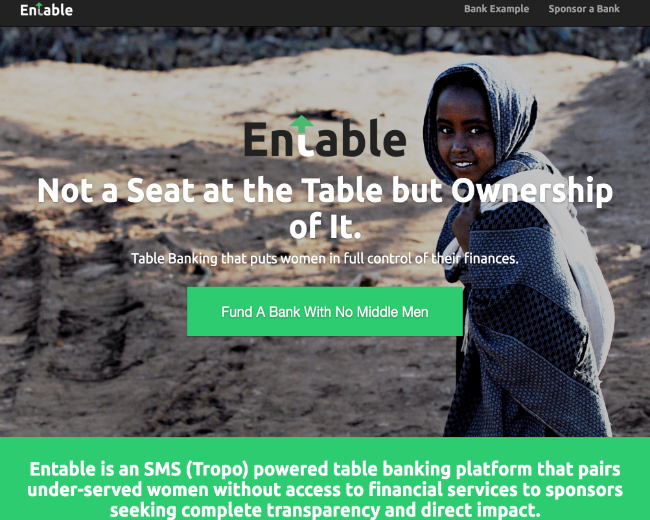 Entable
Bank Example
Sponsor a Bank
Entable
Not a Seat at the Table but Ownership
of It.
Table Banking that puts women in full control of their finances.
Fund A Bank With No Middle Men
Entable is an SMS (Tropo) powered table banking platform that pairs
under-served women without access to financial services to sponsors
seeking complete transparency and direct impact.